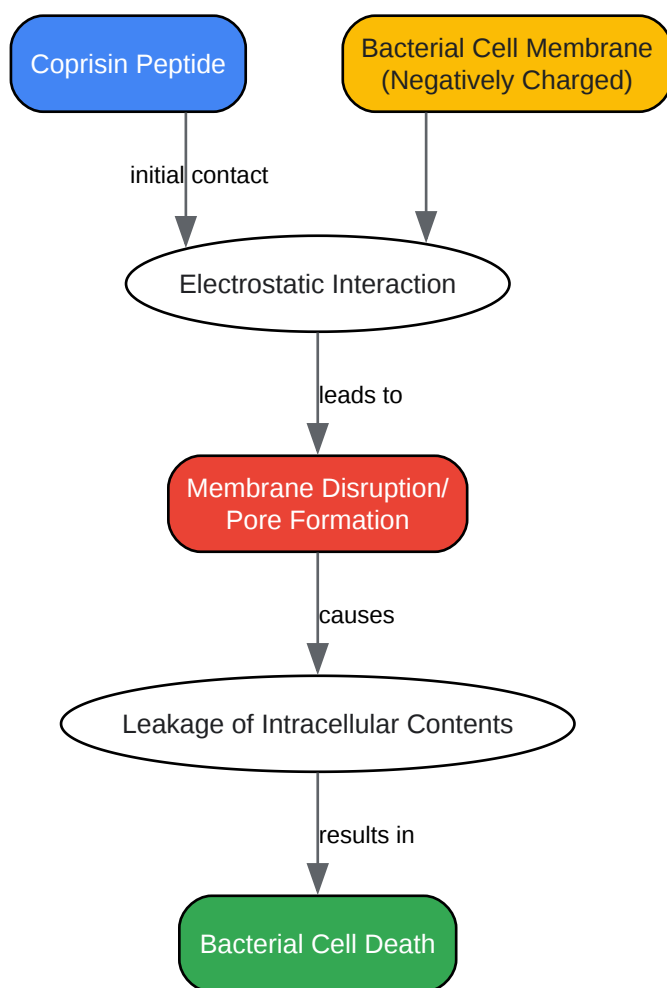 Coprisin Peptide
Bacterial Cell Membrane
(Negatively Charged)
initial contact
Electrostatic Interaction
leads to
Membrane Disruption/
Pore Formation
causes
Leakage of Intracellular Contents
results in
Bacterial Cell Death